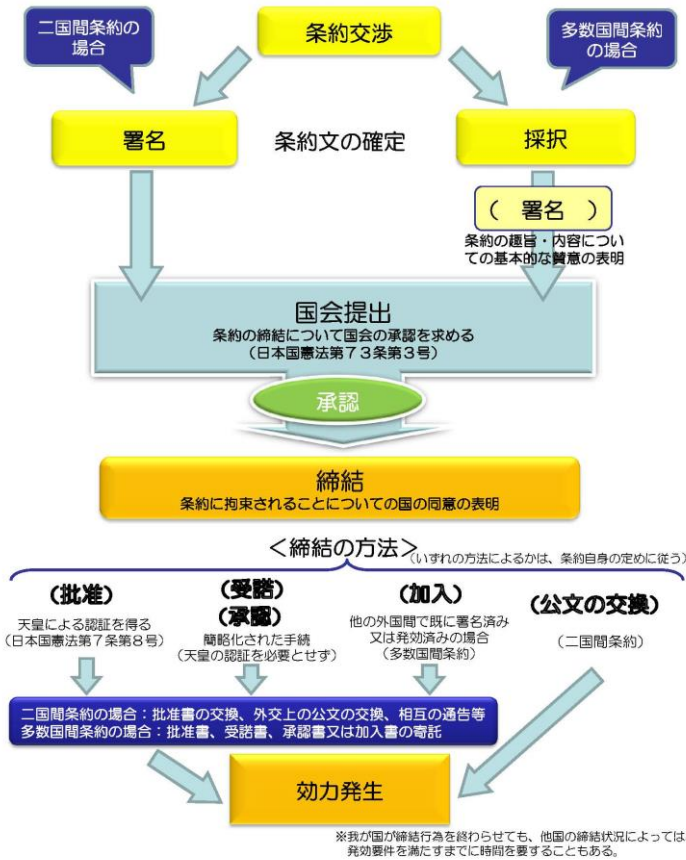 二国間条約の
場合
条約交渉
多数国間条約
の場合
署名
条約文の確定
採択
（　署名　）
条約の趣旨・内容につい
ての基本的な賛意の表明
国会提出
条約の締結について国会の承認を求める
（日本国憲法第７３条第３号）
承認
締結
条約に拘束されることについての国の同意の表明
＜締結の方法＞
（いずれの方法によるかは、条約自身の定めに従う）
（批准）
天皇による認証を得る
（日本国憲法第７条第８号）
（受諾）
（承認）
簡略化された手続
（天皇の認証を必要とせず）
（加入）
他の外国間で既に署名済み
又は発効済みの場合
（多数国間条約）
（公文の交換）
（二国間条約）
二国間条約の場合：批准書の交換、外交上の公文の交換、相互の通告等
多数国間条約の場合：批准書、受諾書、承認書又は加入書の寄託
効力発生
※我が国が締結行為を終わらせても、他国の締結状況によっては
発効要件を満たすまでに時間を要することもある。